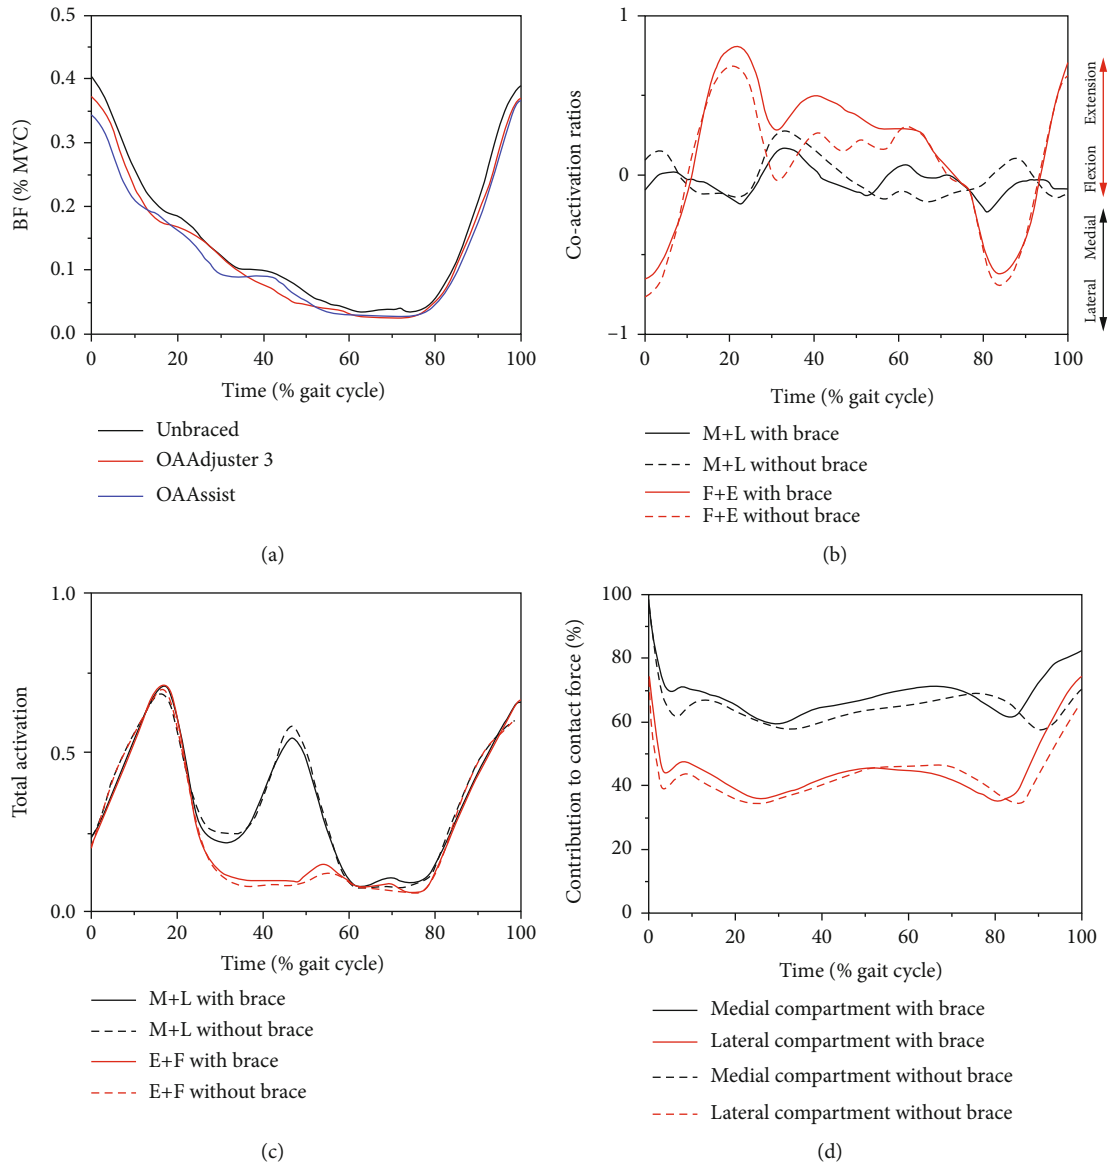 0.5
0.4
0.3
0.2
0.1
0.0
BF (% MVC)
0
20
40
60
80
100
Time (% gait cycle)
Unbraced
OAAdjuster 3
OAAssist
(a)
1
0
−1
Co-activation ratios
0
20
40
60
80
100
Time (% gait cycle)
Extension
Flexion
Medial
Lateral
M+L with brace
M+L without brace
F+E with brace
F+E without brace
(b)
1.0
0.5
0.0
Total activation
0
20
40
60
80
100
Time (% gait cycle)
M+L with brace
M+L without brace
E+F with brace
E+F without brace
(c)
100
80
60
40
20
0
Contribution to contact force (%)
0
20
40
60
80
100
Time (% gait cycle)
Medial compartment with brace
Lateral compartment with brace
Medial compartment without brace
Lateral compartment without brace
(d)